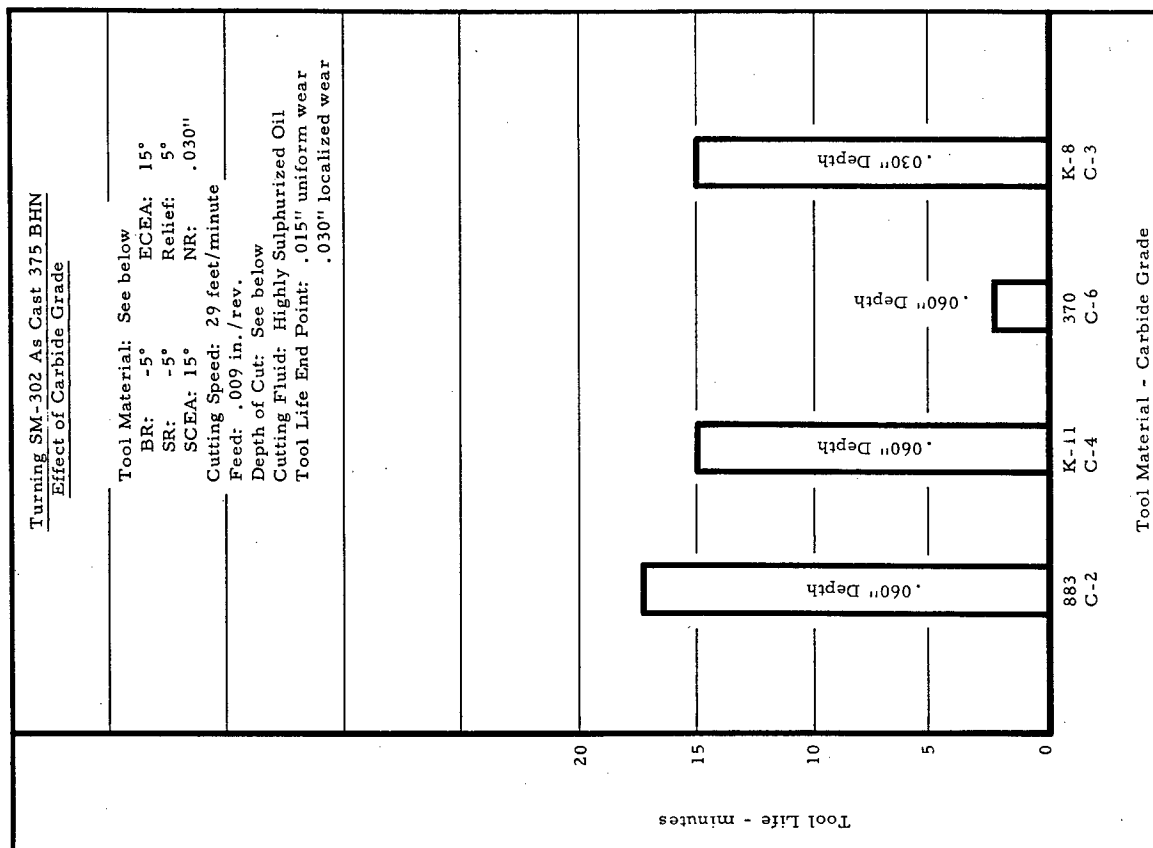 Turning SM-302 As Cast 375 BHN
Effect of Carbide Grade
Tool Material: See below
BR: -5° ECEA: 15°
SR: -5° Relief: 5°
SCEA: 15° NR: .030"
Cutting Speed: 29 feet/minute
Feed: .009 in./rev.
Depth of Cut: See below
Cutting Fluid: Highly Sulphurized Oil
Tool Life End Point: .015" uniform wear
.030" localized wear
Tool Life - minutes
20
15
10
5
0
.060" Depth
.060" Depth
.060" Depth
.030" Depth
883 K-11 370 K-8
C-2 C-4 C-6 C-3
Tool Material - Carbide Grade